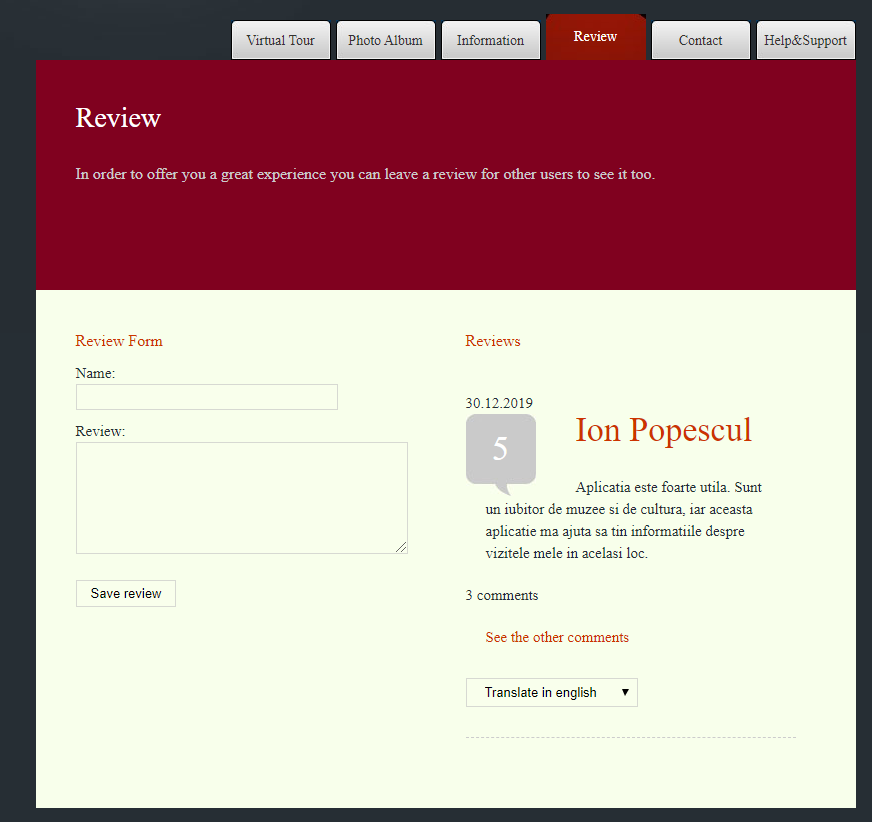 Virtual Tour
Photo Album
Information
Review
Contact
Help&Support
Review
In order to offer you a great experience you can leave a review for other users to see it too.
Review Form
Name:
Review:
Save review
Reviews
30.12.2019
5
Ion Popescul
Aplicatia este foarte utila. Sunt
un iubitor de muzee si de cultura, iar aceasta
aplicatie ma ajuta sa tin informatiile despre
vizitele mele in acelasi loc.
3 comments
See the other comments
Translate in english